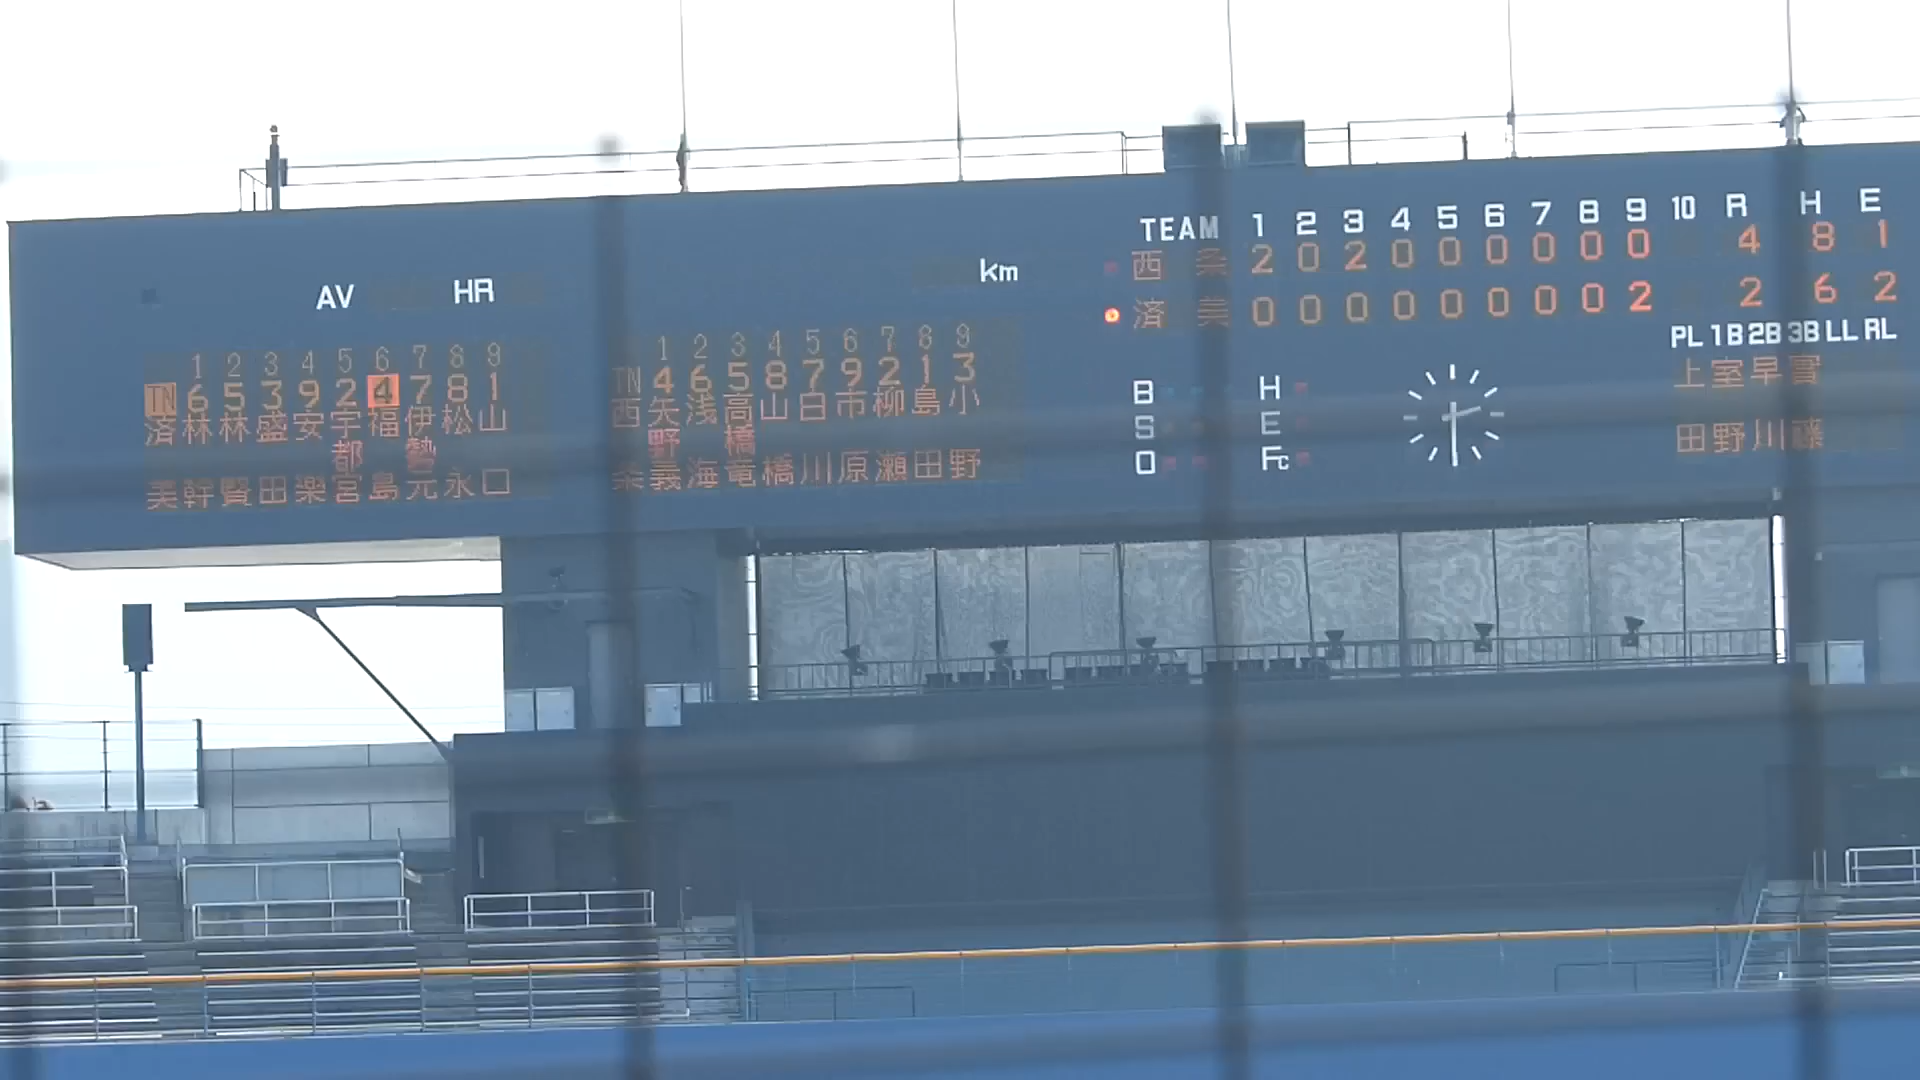 TEAM 1 2 3 4 5 6 7 8 9 10 R H E
西条 2 0 2 0 0 0 0 0 0 4 8 1
済美 0 0 0 0 0 0 0 0 2 2 6 2
AV HR
km
1 2 3 4 5 6 7 8 9
TN 6 5 3 9 2 4 7 8 1
済美 林幹 林賢 盛田 安楽 宇都宮 福島 伊勢元 松永 山口
1 2 3 4 5 6 7 8 9
TN 4 6 5 8 7 9 2 1 3
西条 矢野義 浅海 高橋竜 山橋 白川 市原 柳瀬 島田 小野
B H
S E
O Fc
PL 1B 2B 3B LL RL
上田 室野 早川